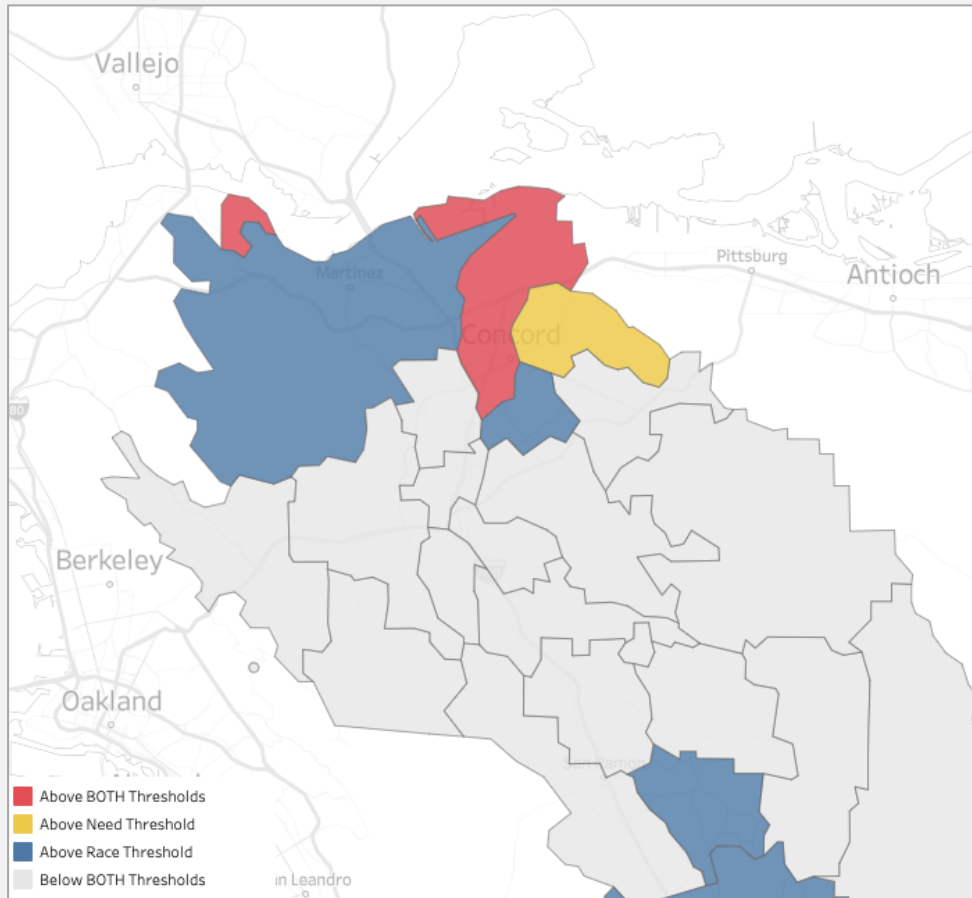 Vallejo
Pittsburg
Antioch
Martinez
Concord
80
Berkeley
Oakland
San Ramon
Above BOTH Thresholds
Above Need Threshold
Above Race Threshold
Below BOTH Thresholds
n Leandro